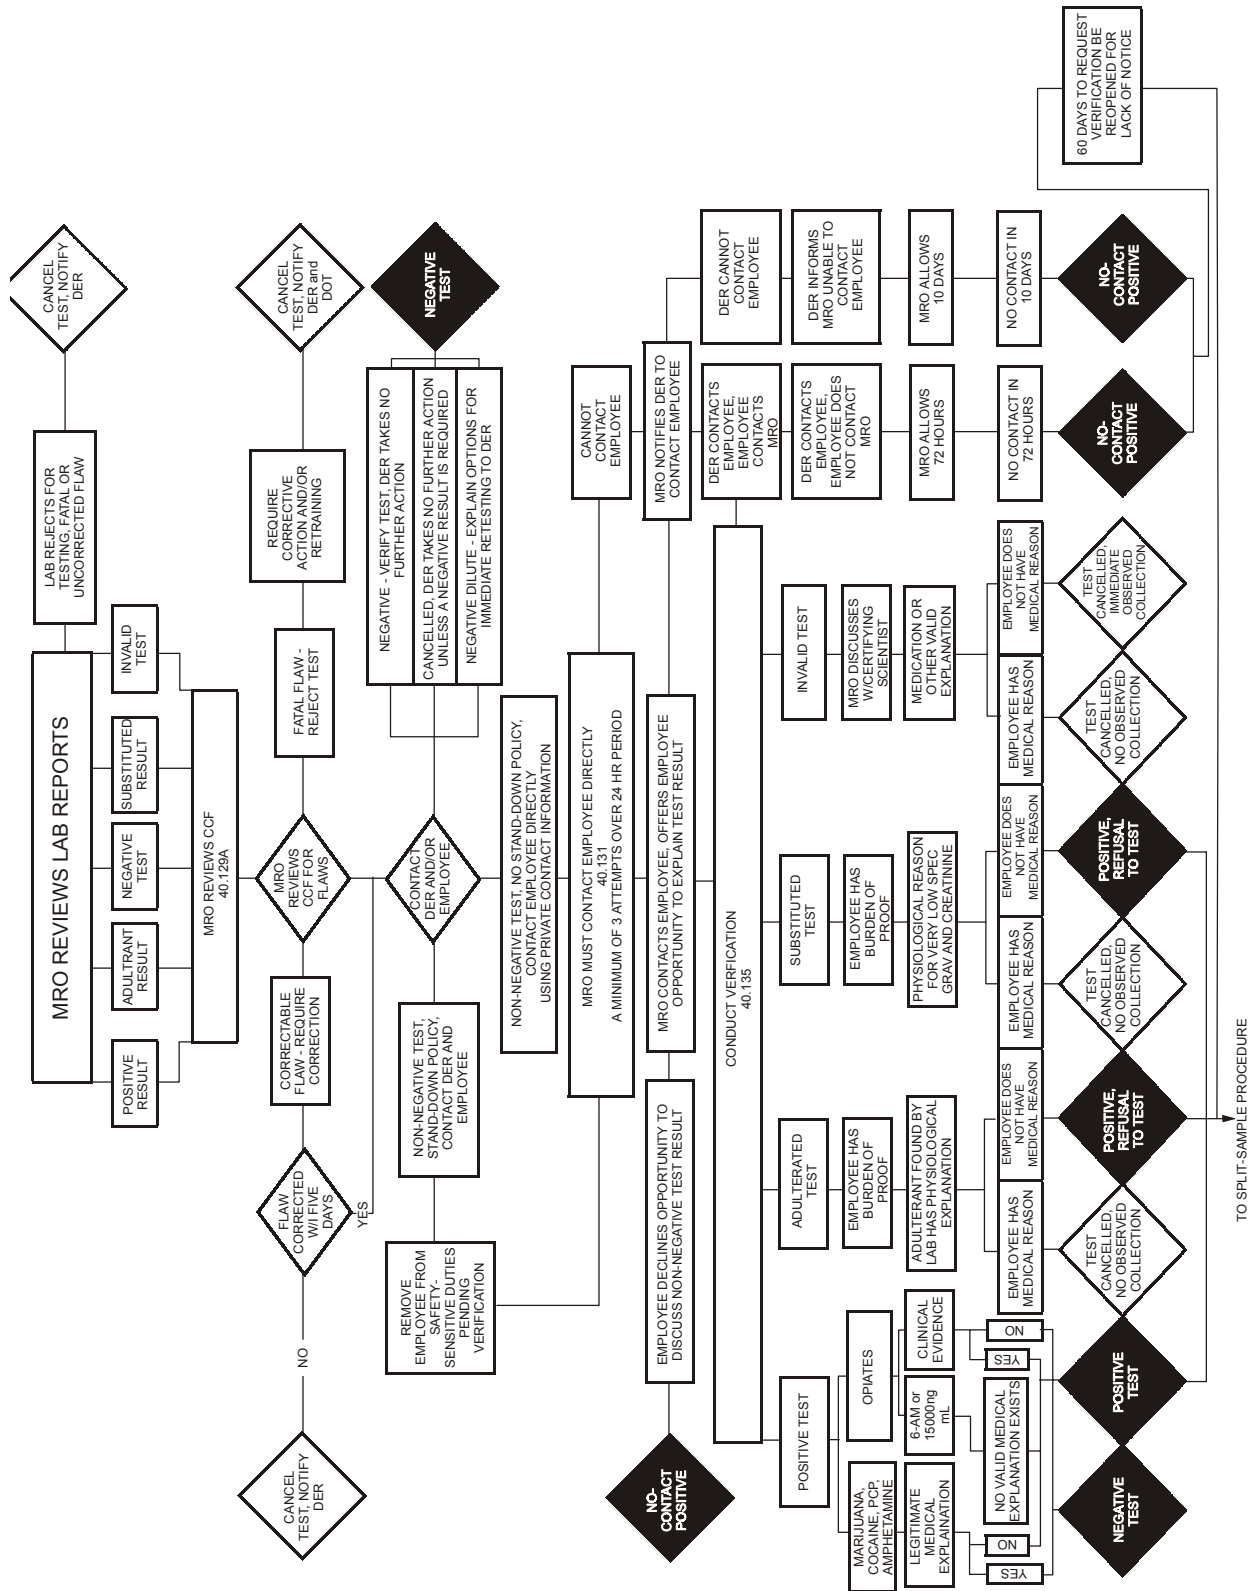 MRO REVIEWS LAB REPORTS
LAB REJECTS FOR
TESTING, FATAL OR
UNCORRECTED FLAW
CANCEL
TEST, NOTIFY
DER
POSITIVE
RESULT
ADULTRANT
RESULT
NEGATIVE
TEST
SUBSTITUTED
RESULT
INVALID
TEST
MRO REVIEWS CCF
40.129A
CANCEL
TEST, NOTIFY
DER
NO
FLAW
CORRECTED
W/I FIVE
DAYS
YES
CORRECTABLE
FLAW - REQUIRE
CORRECTION
MRO
REVIEWS
CCF FOR
FLAWS
FATAL FLAW -
REJECT TEST
REQUIRE
CORRECTIVE
ACTION AND/OR
RETRAINING
CANCEL
TEST, NOTIFY
DER and
DOT
REMOVE
EMPLOYEE FROM
SAFETY-
SENSITIVE DUTIES
PENDING
VERIFICATION
NON-NEGATIVE TEST,
STAND-DOWN POLICY,
CONTACT DER AND
EMPLOYEE
CONTACT
DER AND/OR
EMPLOYEE
NEGATIVE - VERIFY TEST, DER TAKES NO
FURTHER ACTION
CANCELLED, DER TAKES NO FURTHER ACTION
UNLESS A NEGATIVE RESULT IS REQUIRED
NEGATIVE DILUTE - EXPLAIN OPTIONS FOR
IMMEDIATE RETESTING TO DER
NEGATIVE
TEST
NON-NEGATIVE TEST, NO STAND-DOWN POLICY,
CONTACT EMPLOYEE DIRECTLY
USING PRIVATE CONTACT INFORMATION
MRO MUST CONTACT EMPLOYEE DIRECTLY
40.131
A MINIMUM OF 3 ATTEMPTS OVER 24 HR PERIOD
CANNOT
CONTACT
EMPLOYEE
NO-
CONTACT
POSITIVE
EMPLOYEE DECLINES OPPORTUNITY TO
DISCUSS NON-NEGATIVE TEST RESULT
MRO CONTACTS EMPLOYEE, OFFERS EMPLOYEE
OPPORTUNITY TO EXPLAIN TEST RESULT
MRO NOTIFIES DER TO
CONTACT EMPLOYEE
CONDUCT VERFICATION
40.135
DER CONTACTS
EMPLOYEE,
EMPLOYEE
CONTACTS
MRO
DER CANNOT
CONTACT
EMPLOYEE
POSITIVE TEST
ADULTERATED
TEST
SUBSTITUTED
TEST
INVALID TEST
DER CONTACTS
EMPLOYEE,
EMPLOYEE DOES
NOT CONTACT
MRO
DER INFORMS
MRO UNABLE TO
CONTACT
EMPLOYEE
MARIJUANA,
COCAINE, PCP,
AMPHETAMINE
OPIATES
EMPLOYEE HAS
BURDEN OF
PROOF
EMPLOYEE HAS
BURDEN OF
PROOF
MRO DISCUSSES
W/CERTIFYING
SCIENTIST
MRO ALLOWS
72 HOURS
MRO ALLOWS
10 DAYS
LEGITIMATE
MEDICAL
EXPLAINATION
6-AM or
15000ng
mL
CLINICAL
EVIDENCE
ADULTERANT FOUND BY
LAB HAS PHYSIOLOGICAL
EXPLANATION
PHYSIOLOGICAL REASON
FOR VERY LOW SPEC
GRAV AND CREATININE
MEDICATION OR
OTHER VALID
EXPLANATION
YES
NO
NO VALID MEDICAL
EXPLANATION EXISTS
YES
NO
EMPLOYEE HAS
MEDICAL REASON
EMPLOYEE DOES
NOT HAVE
MEDICAL REASON
EMPLOYEE HAS
MEDICAL REASON
EMPLOYEE DOES
NOT HAVE
MEDICAL REASON
EMPLOYEE HAS
MEDICAL REASON
EMPLOYEE DOES
NOT HAVE
MEDICAL REASON
NO CONTACT IN
72 HOURS
NO CONTACT IN
10 DAYS
NEGATIVE
TEST
POSITIVE
TEST
TEST
CANCELLED,
NO OBSERVED
COLLECTION
POSITIVE,
REFUSAL
TO TEST
TEST
CANCELLED,
NO OBSERVED
COLLECTION
POSITIVE,
REFUSAL
TO TEST
TEST
CANCELLED,
NO OBSERVED
COLLECTION
TEST
CANCELLED,
IMMEDIATE
OBSERVED
COLLECTION
NO-
CONTACT
POSITIVE
NO-
CONTACT
POSITIVE
60 DAYS TO REQUEST
VERIFICATION BE
REOPENED FOR
LACK OF NOTICE
TO SPLIT-SAMPLE PROCEDURE